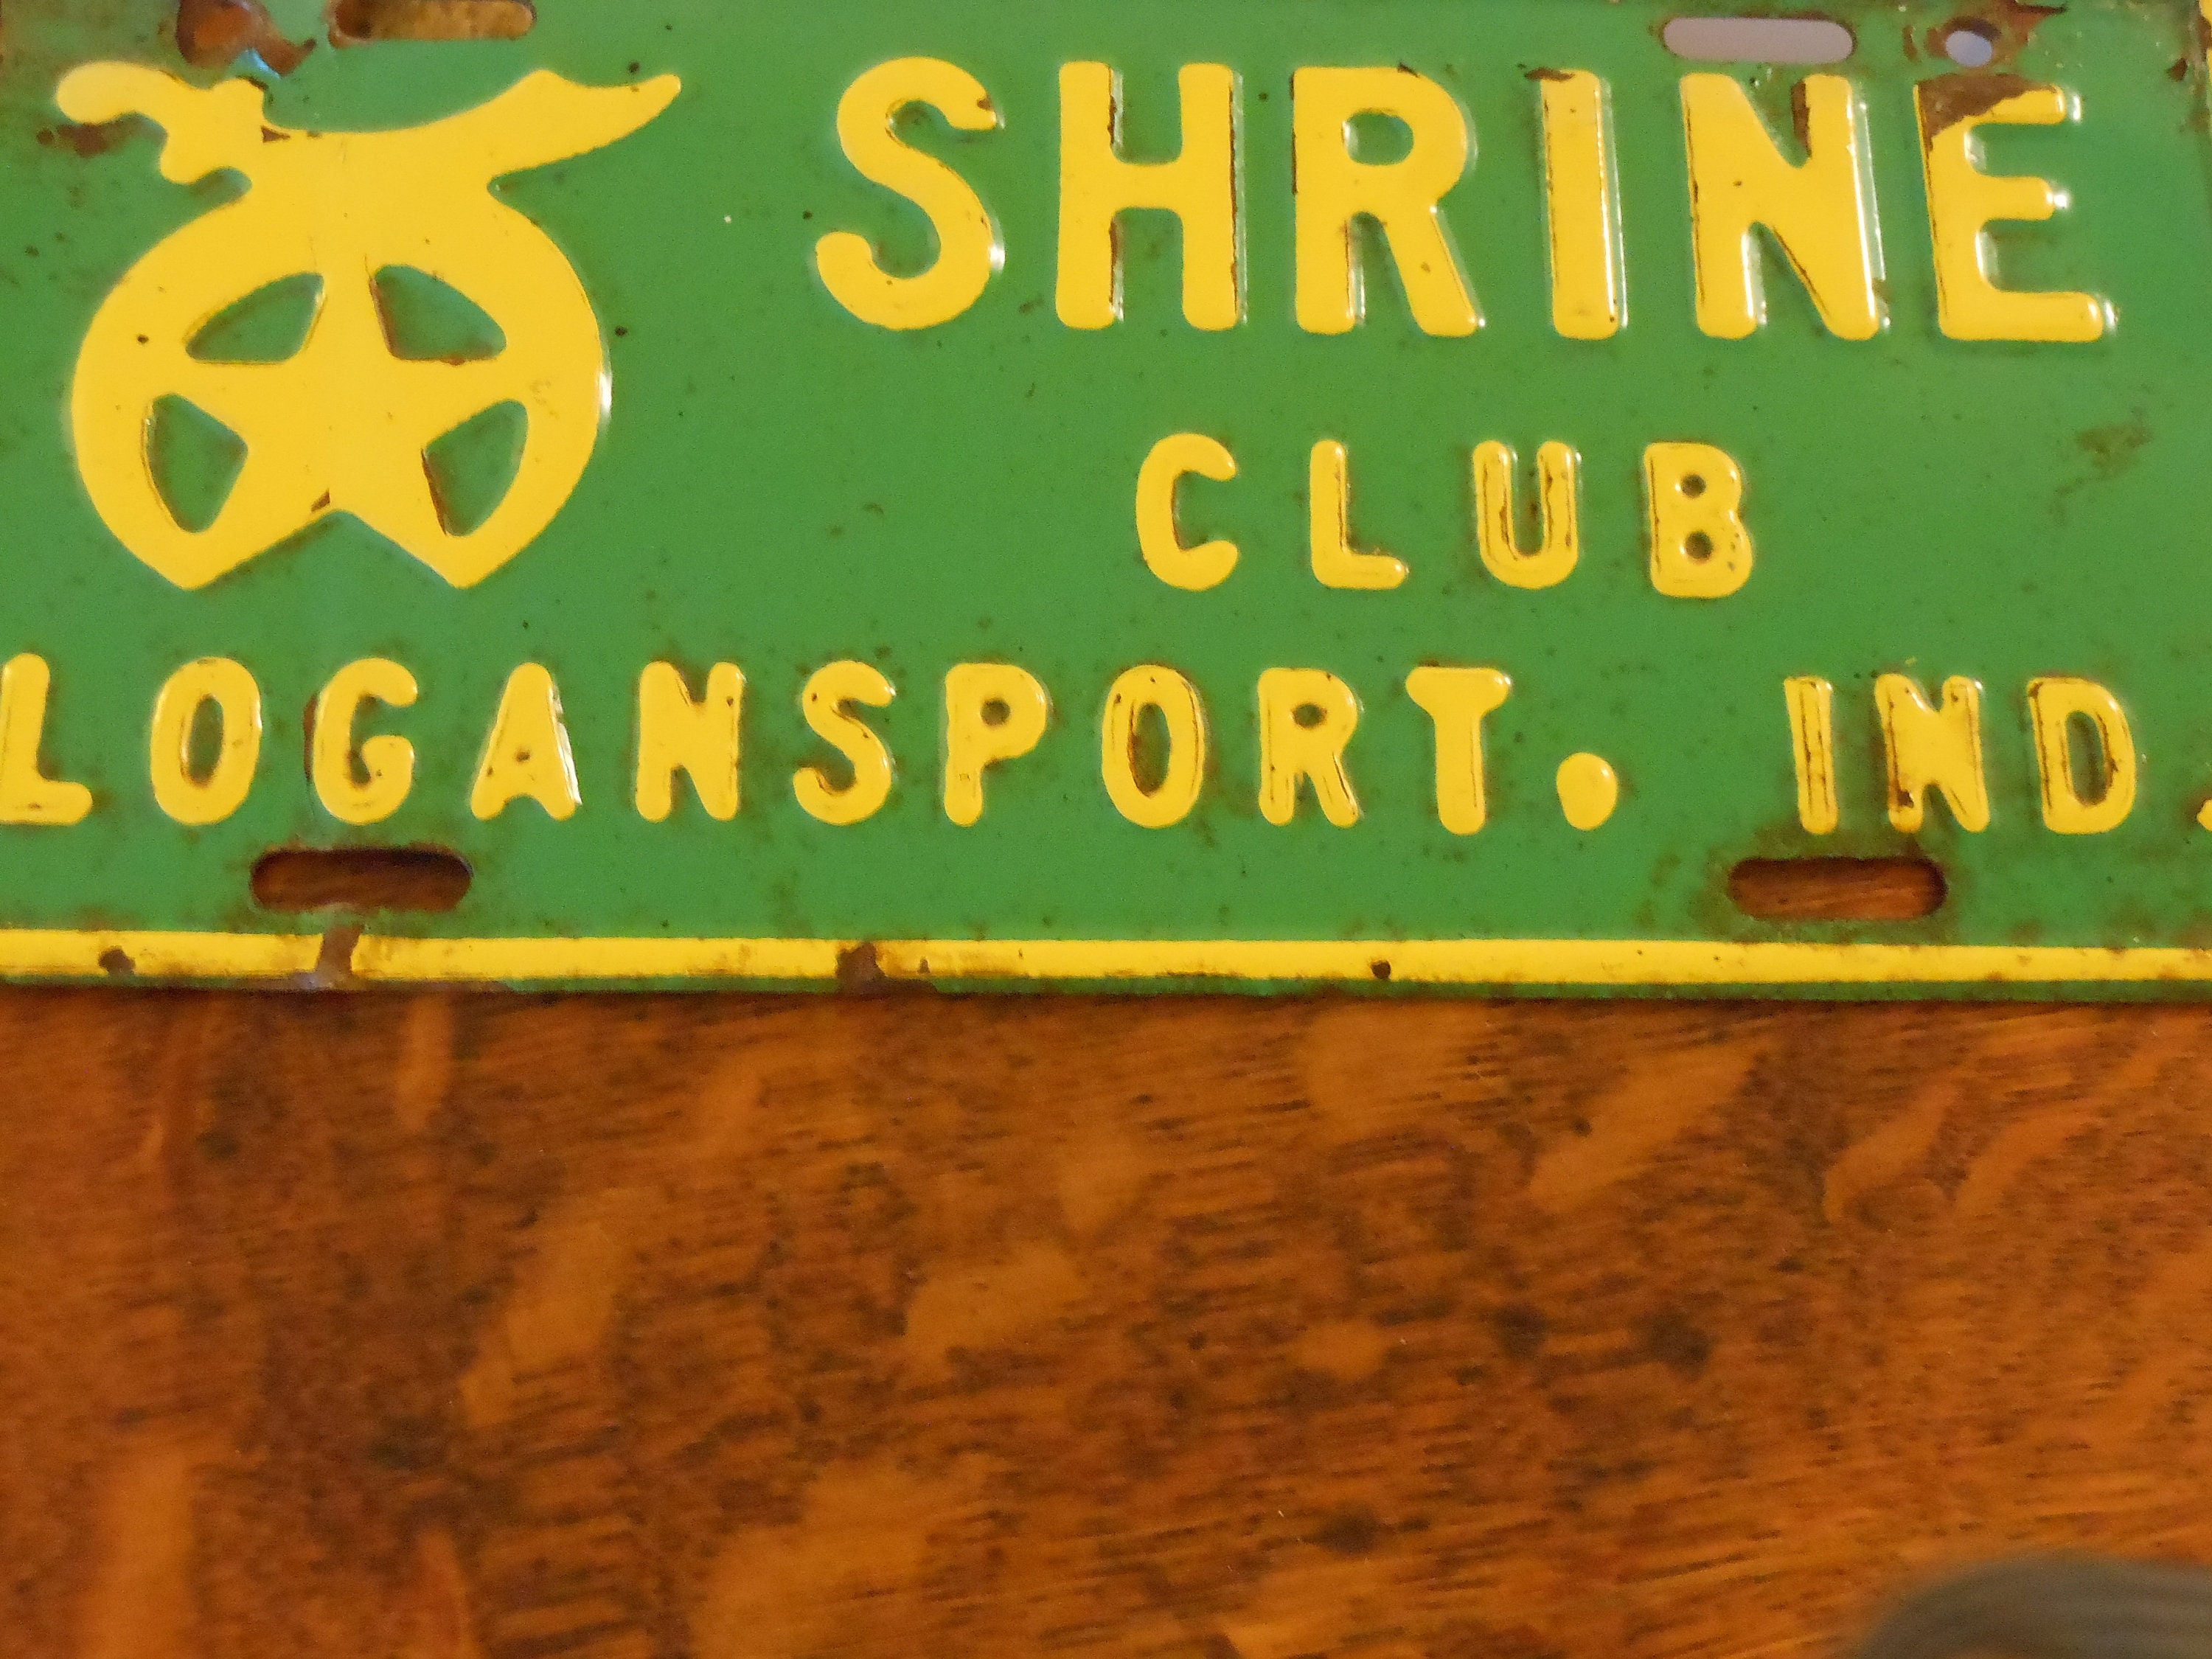 SHRINE
CLUB
LOGANSPORT. IND.